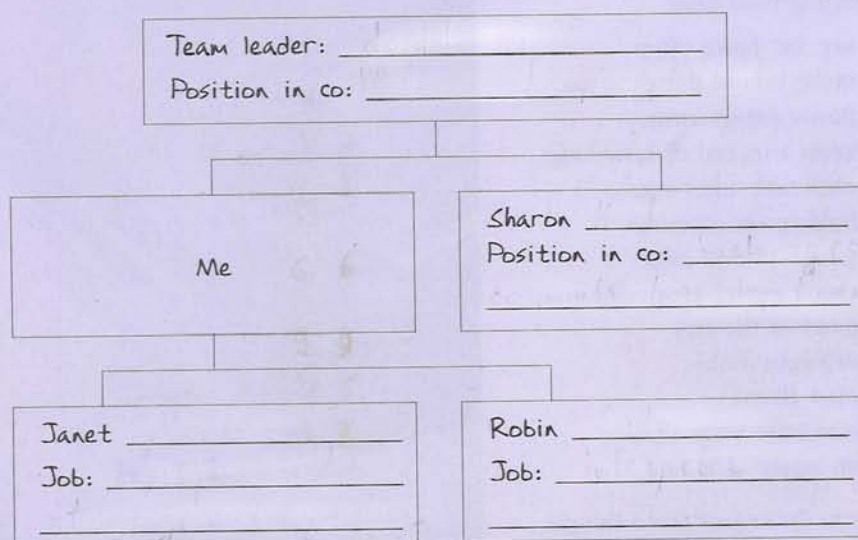 Team leader:
Position in co:
Me
Sharon
Position in co:
Janet
Job:
Robin
Job: